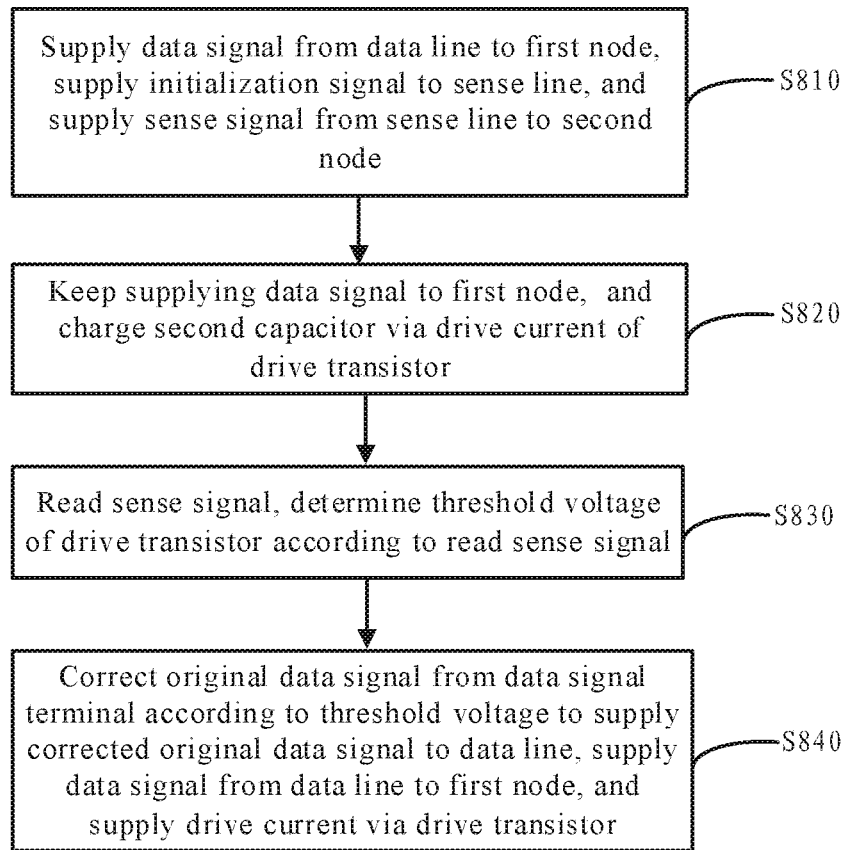 Supply data signal from data line to first node,
supply initialization signal to sense line, and
supply sense signal from sense line to second
node
S810
Keep supplying data signal to first node, and
charge second capacitor via drive current of
drive transistor
S820
Read sense signal, determine threshold voltage
of drive transistor according to read sense signal
S830
Correct original data signal from data signal
terminal according to threshold voltage to supply
corrected original data signal to data line, supply
data signal from data line to first node, and
supply drive current via drive transistor
S840